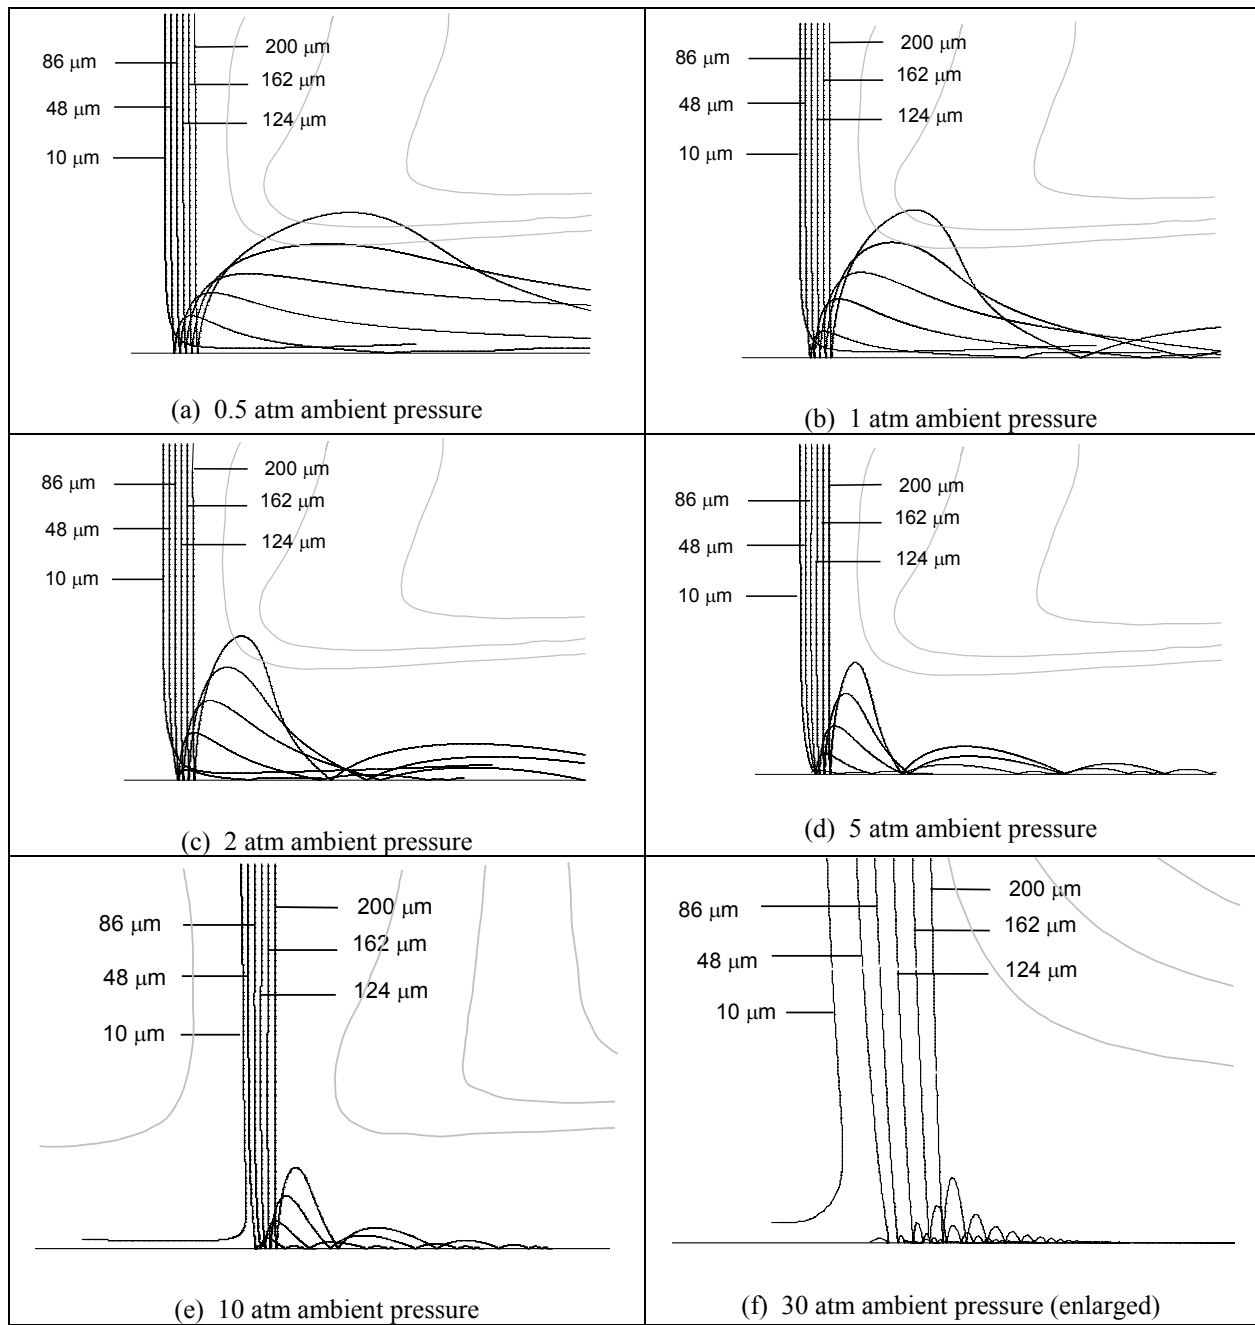 200 μm
86 μm
162 μm
48 μm
124 μm
10 μm
(a) 0.5 atm ambient pressure
200 μm
86 μm
162 μm
48 μm
124 μm
10 μm
(b) 1 atm ambient pressure
200 μm
86 μm
162 μm
48 μm
124 μm
10 μm
(c) 2 atm ambient pressure
200 μm
86 μm
162 μm
48 μm
124 μm
10 μm
(d) 5 atm ambient pressure
200 μm
86 μm
162 μm
48 μm
124 μm
10 μm
(e) 10 atm ambient pressure
200 μm
86 μm
162 μm
48 μm
124 μm
10 μm
(f) 30 atm ambient pressure (enlarged)